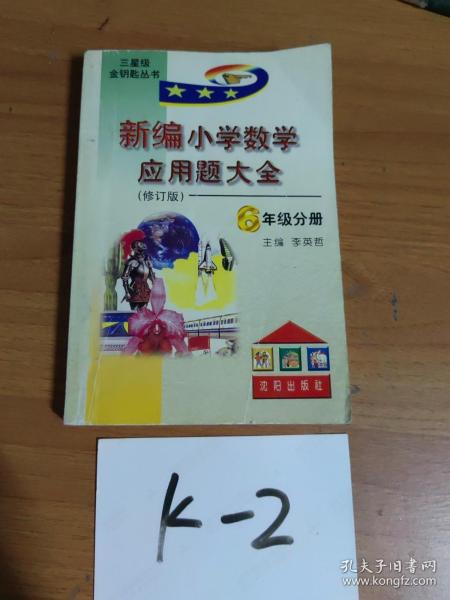 三星级
金钥匙丛书
新编小学数学
应用题大全
(修订版)
6年级分册
主编 李英哲
沈阳出版社
K-2
孔夫子旧书网
www.kongfz.com